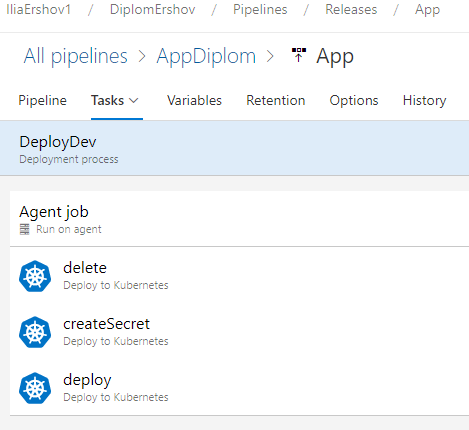 IliaErshov1 / DiplomErshov / Pipelines / Releases / App
All pipelines > AppDiplom > App
Pipeline Tasks Variables Retention Options History
DeployDev
Deployment process
Agent job
Run on agent
delete
Deploy to Kubernetes
createSecret
Deploy to Kubernetes
deploy
Deploy to Kubernetes